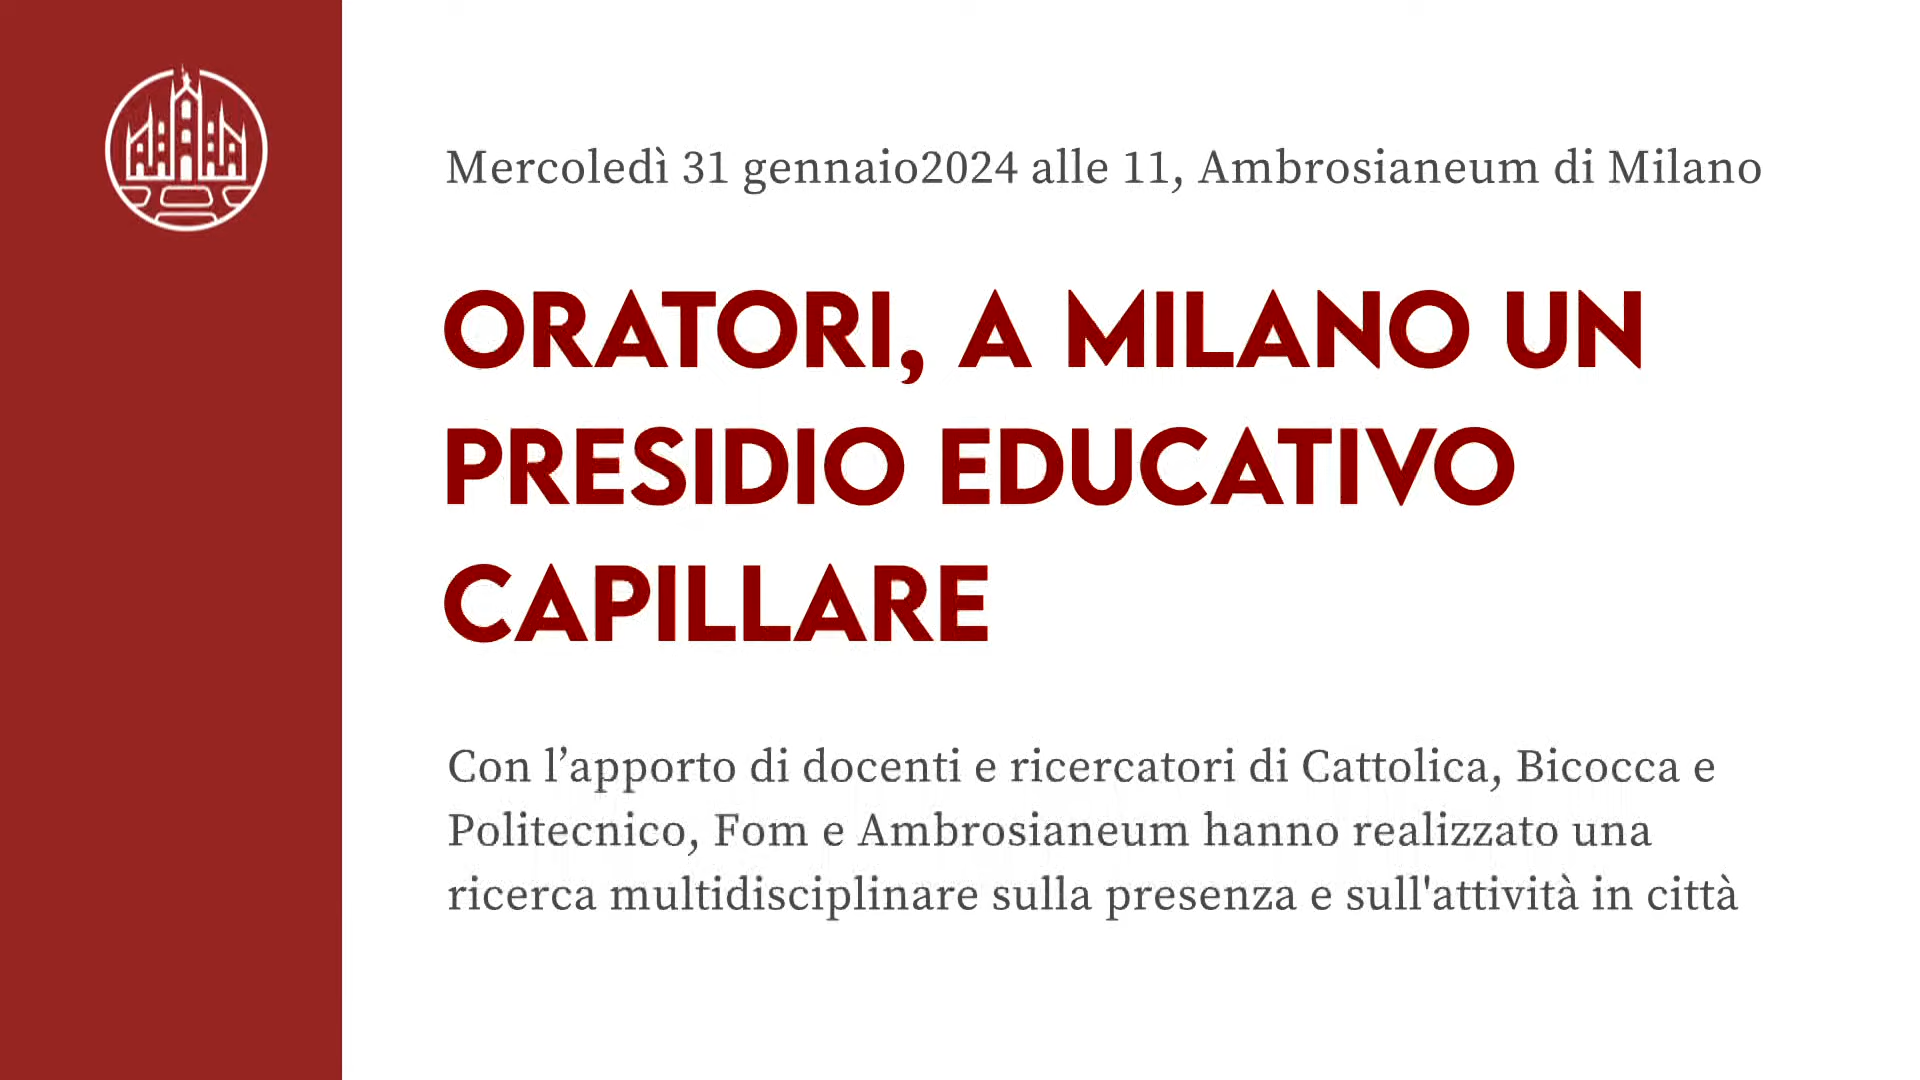 Mercoledì 31 gennaio2024 alle 11, Ambrosianeum di Milano
ORATORI, A MILANO UN
PRESIDIO EDUCATIVO
CAPILLARE
Con l’apporto di docenti e ricercatori di Cattolica, Bicocca e
Politecnico, Fom e Ambrosianeum hanno realizzato una
ricerca multidisciplinare sulla presenza e sull'attività in città